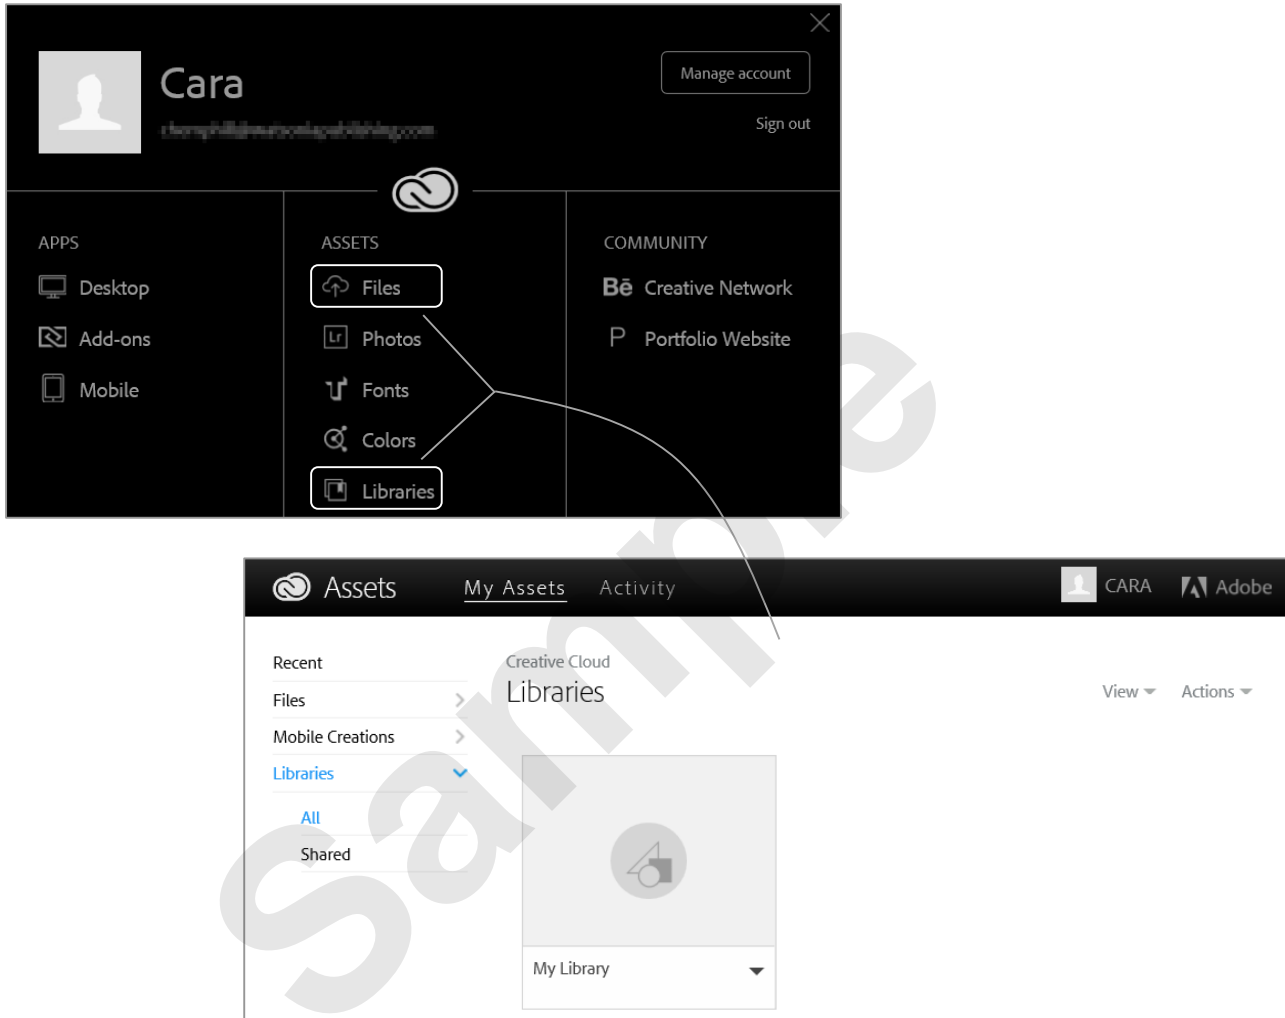 Cara
Manage account
Sign out
APPS
Desktop
Add-ons
Mobile
ASSETS
Files
Lr Photos
Fonts
Colors
Libraries
COMMUNITY
Bē Creative Network
P Portfolio Website
Assets
My Assets
Activity
CARA
Adobe
Recent
Files
Mobile Creations
Libraries
All
Shared
Creative Cloud
Libraries
View
Actions
My Library
Sample